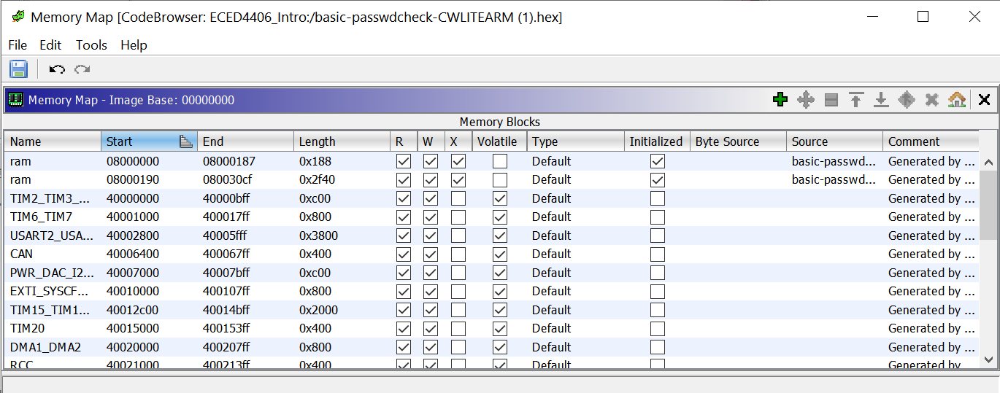 Memory Map [CodeBrowser: ECED4406_Intro:/basic-passwdcheck-CWLITEARM (1).hex]
File Edit Tools Help
Memory Map - Image Base: 00000000
Memory Blocks
Name Start End Length R W X Volatile Type Initialized Byte Source Source Comment
ram 08000000 08000187 0x188 Default basic-passwd... Generated by ...
ram 08000190 080030cf 0x2f40 Default basic-passwd... Generated by ...
TIM2_TIM3_... 40000000 40000bff 0xc00 Default Generated by ...
TIM6_TIM7 40001000 400017ff 0x800 Default Generated by ...
USART2_USA... 40002800 40005fff 0x3800 Default Generated by ...
CAN 40006400 400067ff 0x400 Default Generated by ...
PWR_DAC_I2... 40007000 40007bff 0xc00 Default Generated by ...
EXTI_SYSCF... 40010000 400107ff 0x800 Default Generated by ...
TIM15_TIM1... 40012c00 40014bff 0x2000 Default Generated by ...
TIM20 40015000 400153ff 0x400 Default Generated by ...
DMA1_DMA2 40020000 400207ff 0x800 Default Generated by ...
RCC 40021000 400213ff 0x400 Default Generated by